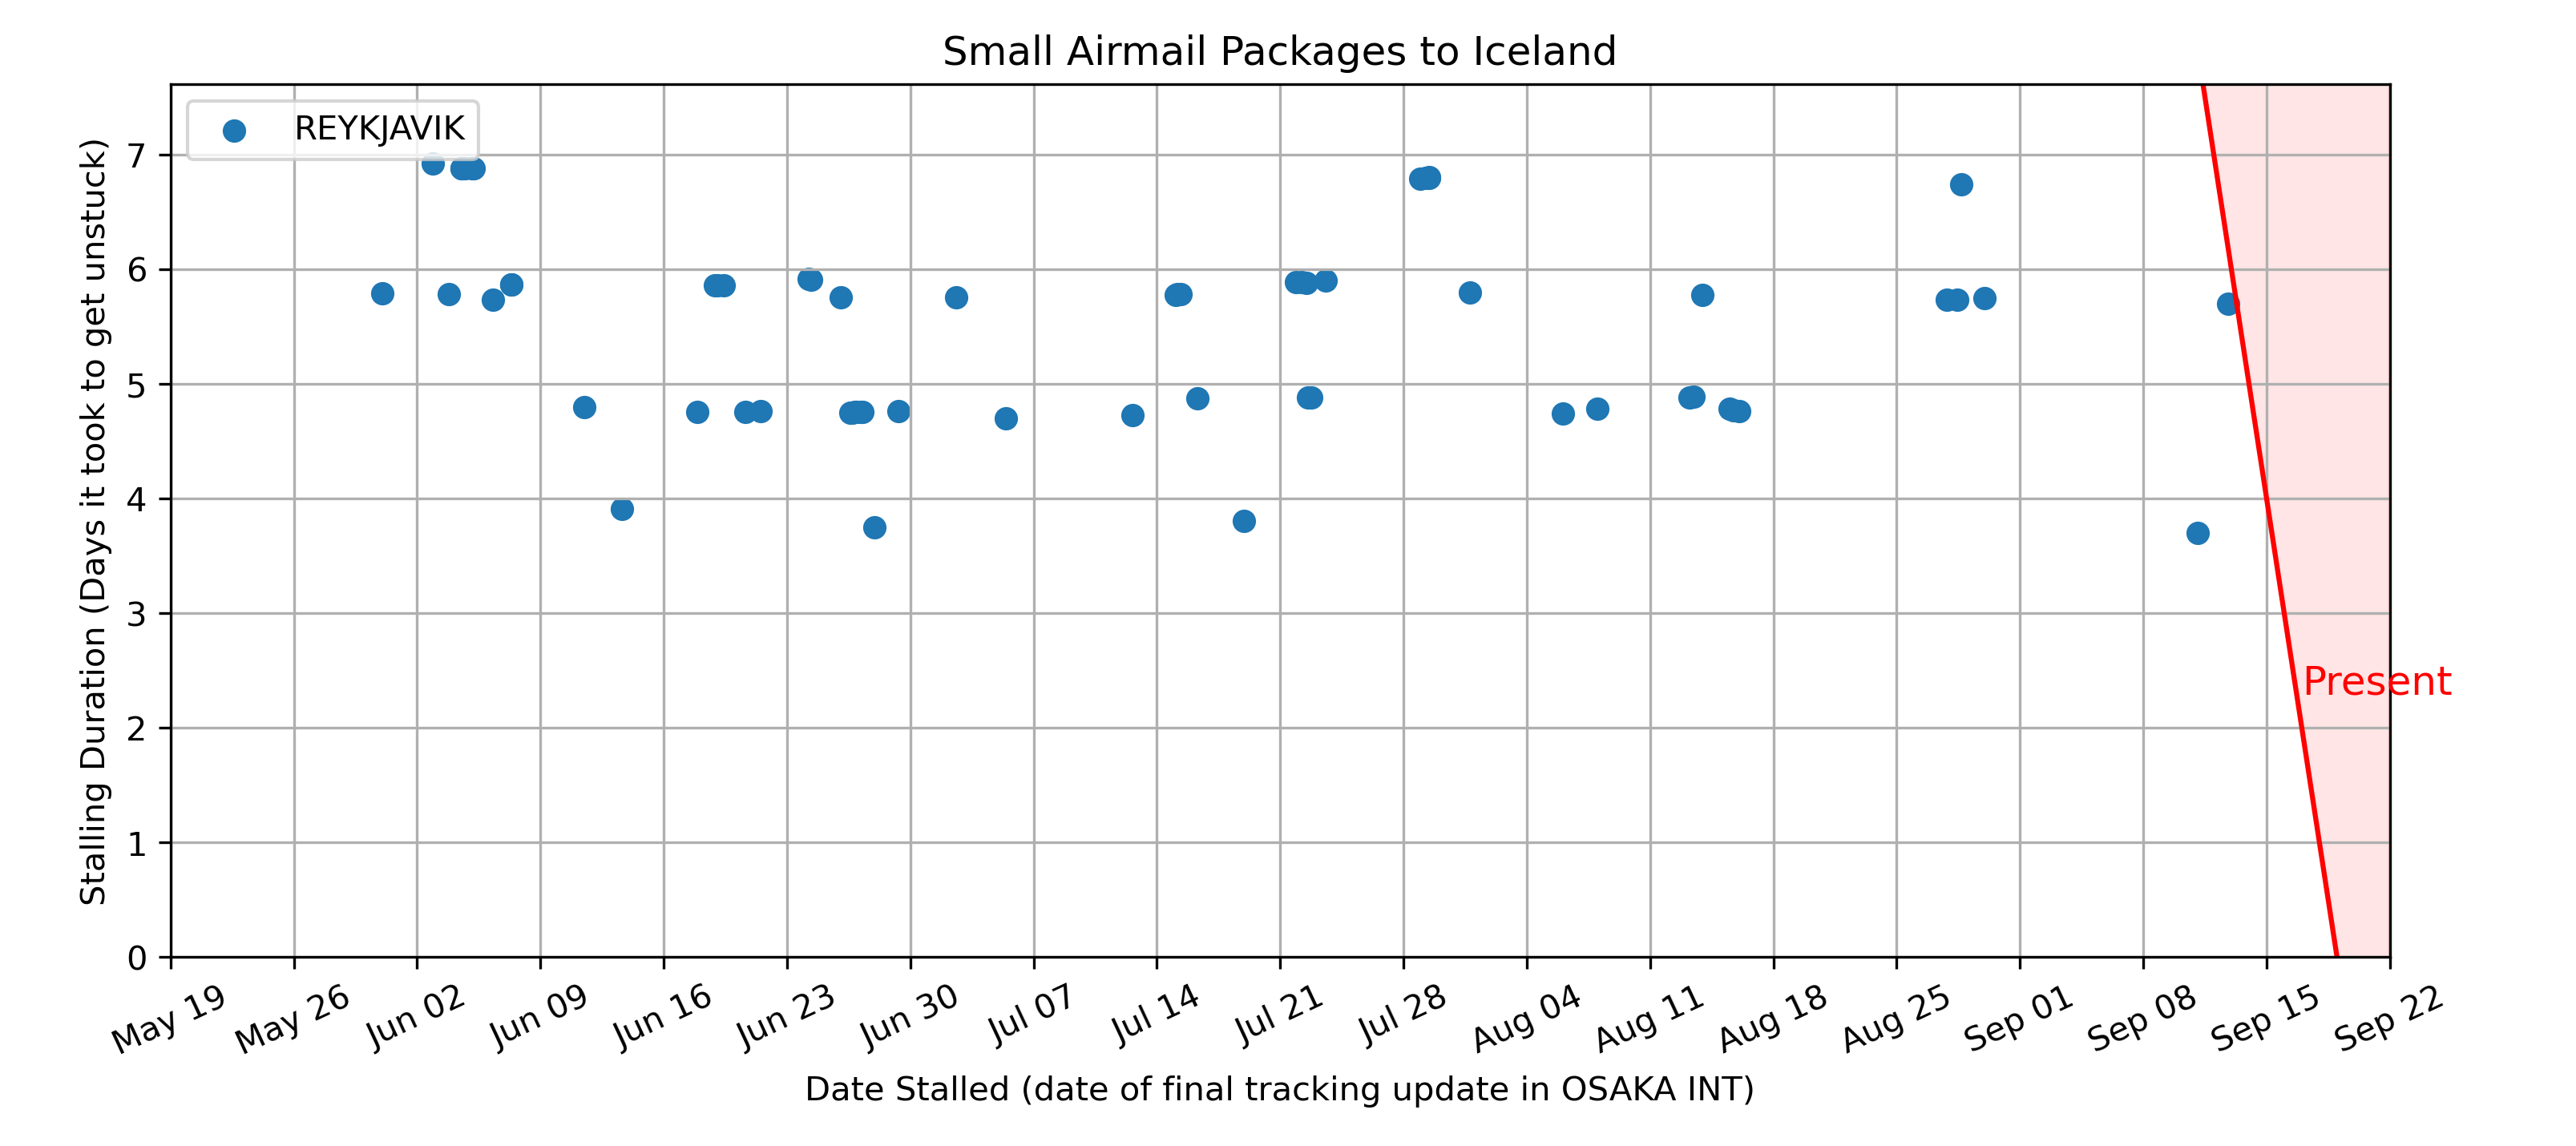 Small Airmail Packages to Iceland
REYKJAVIK
Stalling Duration (Days it took to get unstuck)
7
6
5
4
3
2
1
0
Present
May 19
May 26
Jun 02
Jun 09
Jun 16
Jun 23
Jun 30
Jul 07
Jul 14
Jul 21
Jul 28
Aug 04
Aug 11
Aug 18
Aug 25
Sep 01
Sep 08
Sep 15
Sep 22
Date Stalled (date of final tracking update in OSAKA INT)